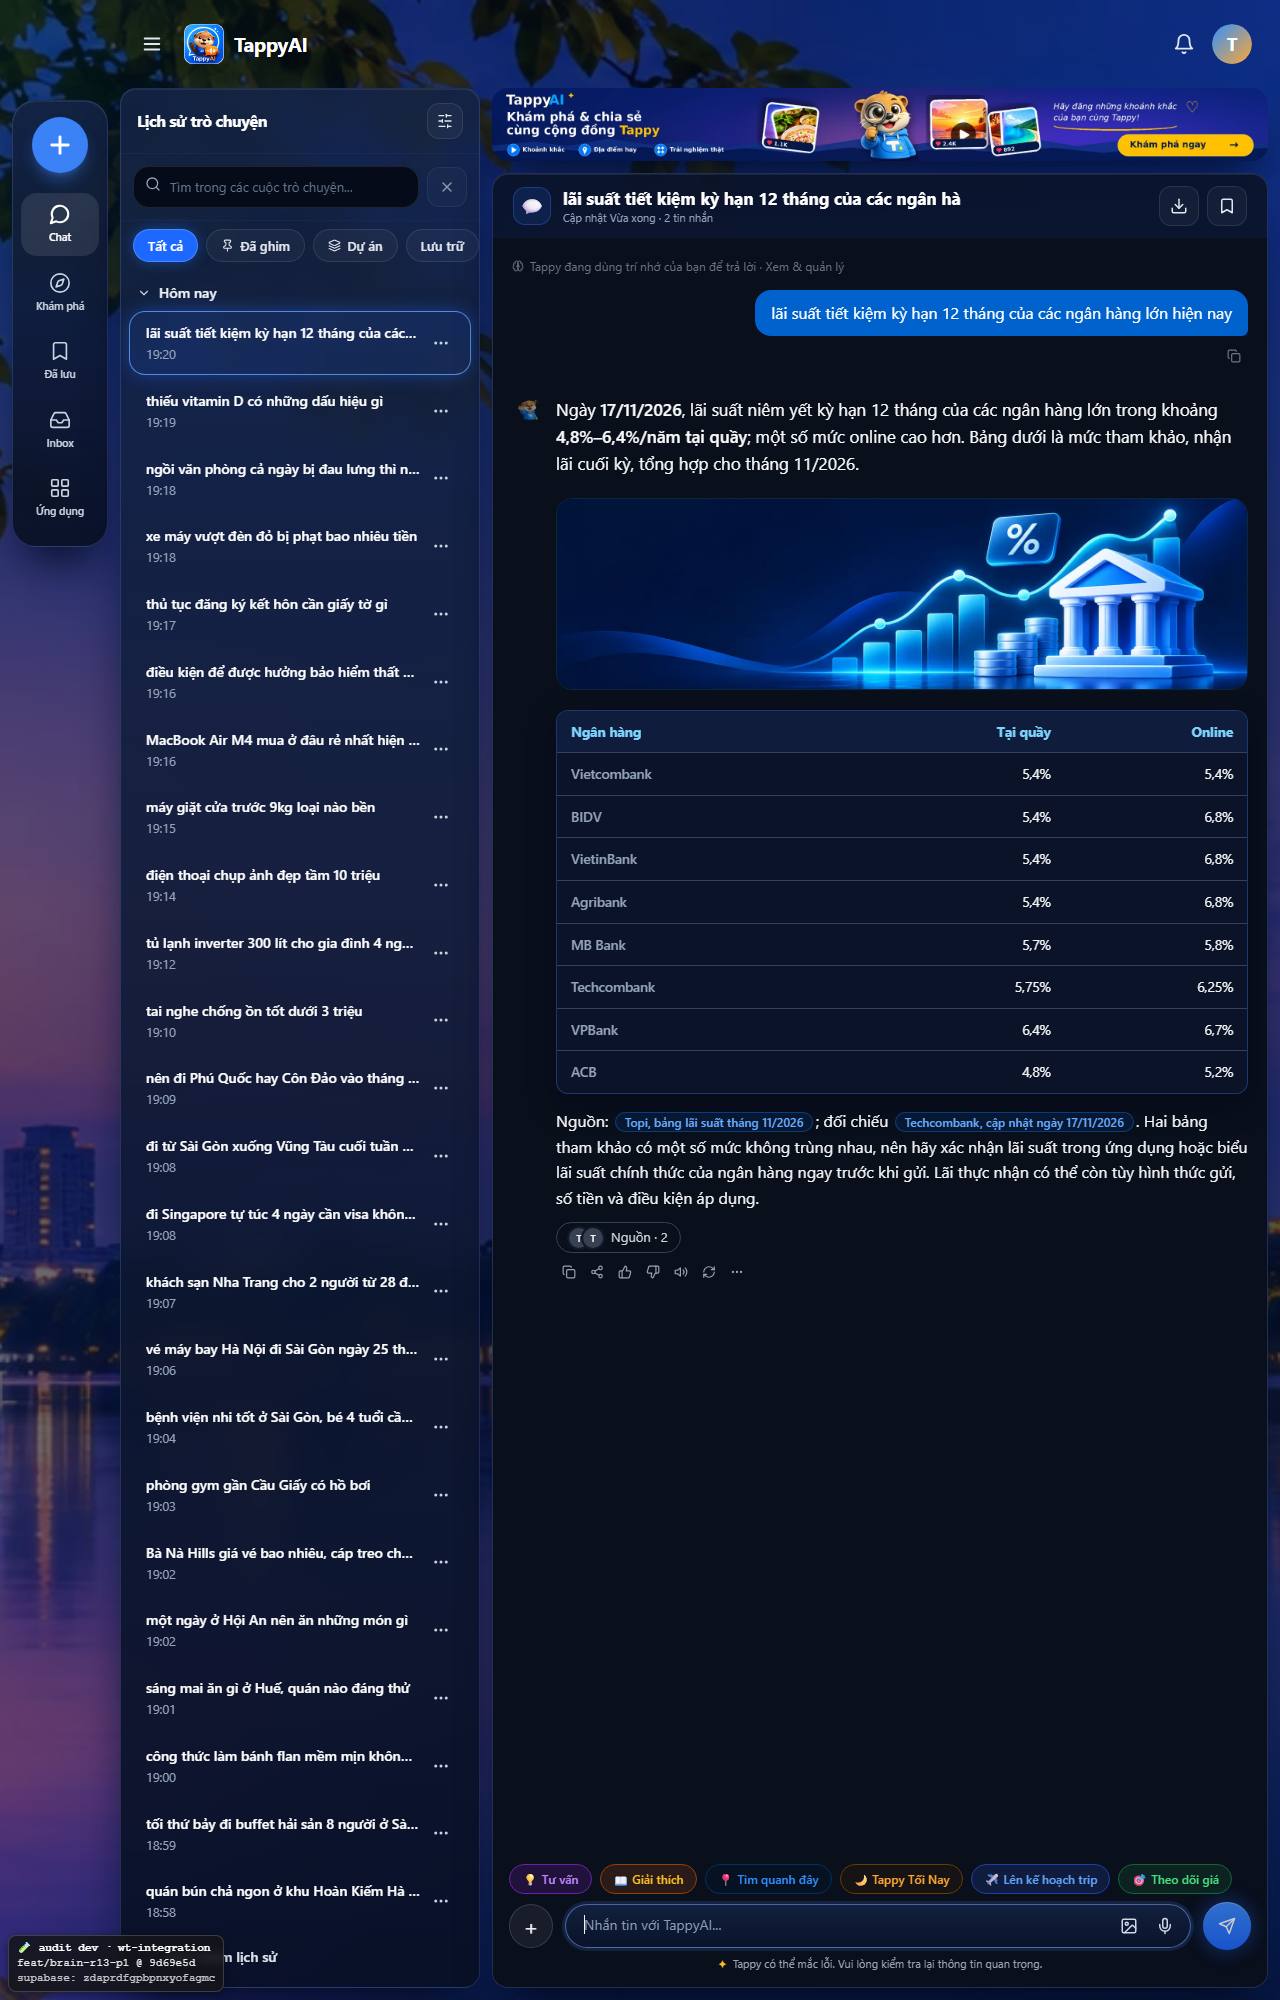 TappyAI
T
Lịch sử trò chuyện
Tìm trong các cuộc trò chuyện...
Tất cả
Đã ghim
Dự án
Lưu trữ
Chat
Khám phá
Đã lưu
Inbox
Ứng dụng
Hôm nay
lãi suất tiết kiệm kỳ hạn 12 tháng của các...
19:20
thiếu vitamin D có những dấu hiệu gì
19:19
ngồi văn phòng cả ngày bị đau lưng thì n...
19:18
xe máy vượt đèn đỏ bị phạt bao nhiêu tiền
19:18
thủ tục đăng ký kết hôn cần giấy tờ gì
19:17
điều kiện để được hưởng bảo hiểm thất ...
19:16
MacBook Air M4 mua ở đâu rẻ nhất hiện ...
19:16
máy giặt cửa trước 9kg loại nào bền
19:15
điện thoại chụp ảnh đẹp tầm 10 triệu
19:14
tủ lạnh inverter 300 lít cho gia đình 4 ng...
19:12
tai nghe chống ồn tốt dưới 3 triệu
19:10
nên đi Phú Quốc hay Côn Đảo vào tháng ...
19:09
đi từ Sài Gòn xuống Vũng Tàu cuối tuần ...
19:08
đi Singapore tự túc 4 ngày cần visa khôn...
19:08
khách sạn Nha Trang cho 2 người từ 28 đ...
19:07
vé máy bay Hà Nội đi Sài Gòn ngày 25 th...
19:06
bệnh viện nhi tốt ở Sài Gòn, bé 4 tuổi cầ...
19:04
phòng gym gần Cầu Giấy có hồ bơi
19:03
Bà Nà Hills giá vé bao nhiêu, cáp treo ch...
19:02
một ngày ở Hội An nên ăn những món gì
19:02
sáng mai ăn gì ở Huế, quán nào đáng thử
19:01
công thức làm bánh flan mềm mịn khôn...
19:00
tối thứ bảy đi buffet hải sản 8 người ở Sà...
18:59
quán bún chả ngon ở khu Hoàn Kiếm Hà ...
18:58
m lịch sử
audit dev · wt-integration
feat/brain-r13-p1 @ 9d69e5d
supabase: zdaprdfgpbpnxyofagmc
TappyAI
Khám phá & chia sẻ
cùng cộng đồng Tappy
Khoảnh khắc
Địa điểm hay
Trải nghiệm thật
1.1K
2.4K
892
Hãy đăng những khoảnh khắc
của bạn cùng Tappy!
Khám phá ngay →
lãi suất tiết kiệm kỳ hạn 12 tháng của các ngân hà
Cập nhật Vừa xong · 2 tin nhắn
Tappy đang dùng trí nhớ của bạn để trả lời · Xem & quản lý
lãi suất tiết kiệm kỳ hạn 12 tháng của các ngân hàng lớn hiện nay
Ngày 17/11/2026, lãi suất niêm yết kỳ hạn 12 tháng của các ngân hàng lớn trong khoảng
4,8%–6,4%/năm tại quầy; một số mức online cao hơn. Bảng dưới là mức tham khảo, nhận
lãi cuối kỳ, tổng hợp cho tháng 11/2026.
%
Ngân hàng Tại quầy Online
Vietcombank 5,4% 5,4%
BIDV 5,4% 6,8%
VietinBank 5,4% 6,8%
Agribank 5,4% 6,8%
MB Bank 5,7% 5,8%
Techcombank 5,75% 6,25%
VPBank 6,4% 6,7%
ACB 4,8% 5,2%
Nguồn: Topi, bảng lãi suất tháng 11/2026 ; đối chiếu Techcombank, cập nhật ngày 17/11/2026 . Hai bảng
tham khảo có một số mức không trùng nhau, nên hãy xác nhận lãi suất trong ứng dụng hoặc biểu
lãi suất chính thức của ngân hàng ngay trước khi gửi. Lãi thực nhận có thể còn tùy hình thức gửi,
số tiền và điều kiện áp dụng.
T T Nguồn · 2
Tư vấn
Giải thích
Tìm quanh đây
Tappy Tối Nay
Lên kế hoạch trip
Theo dõi giá
Nhắn tin với TappyAI...
Tappy có thể mắc lỗi. Vui lòng kiểm tra lại thông tin quan trọng.